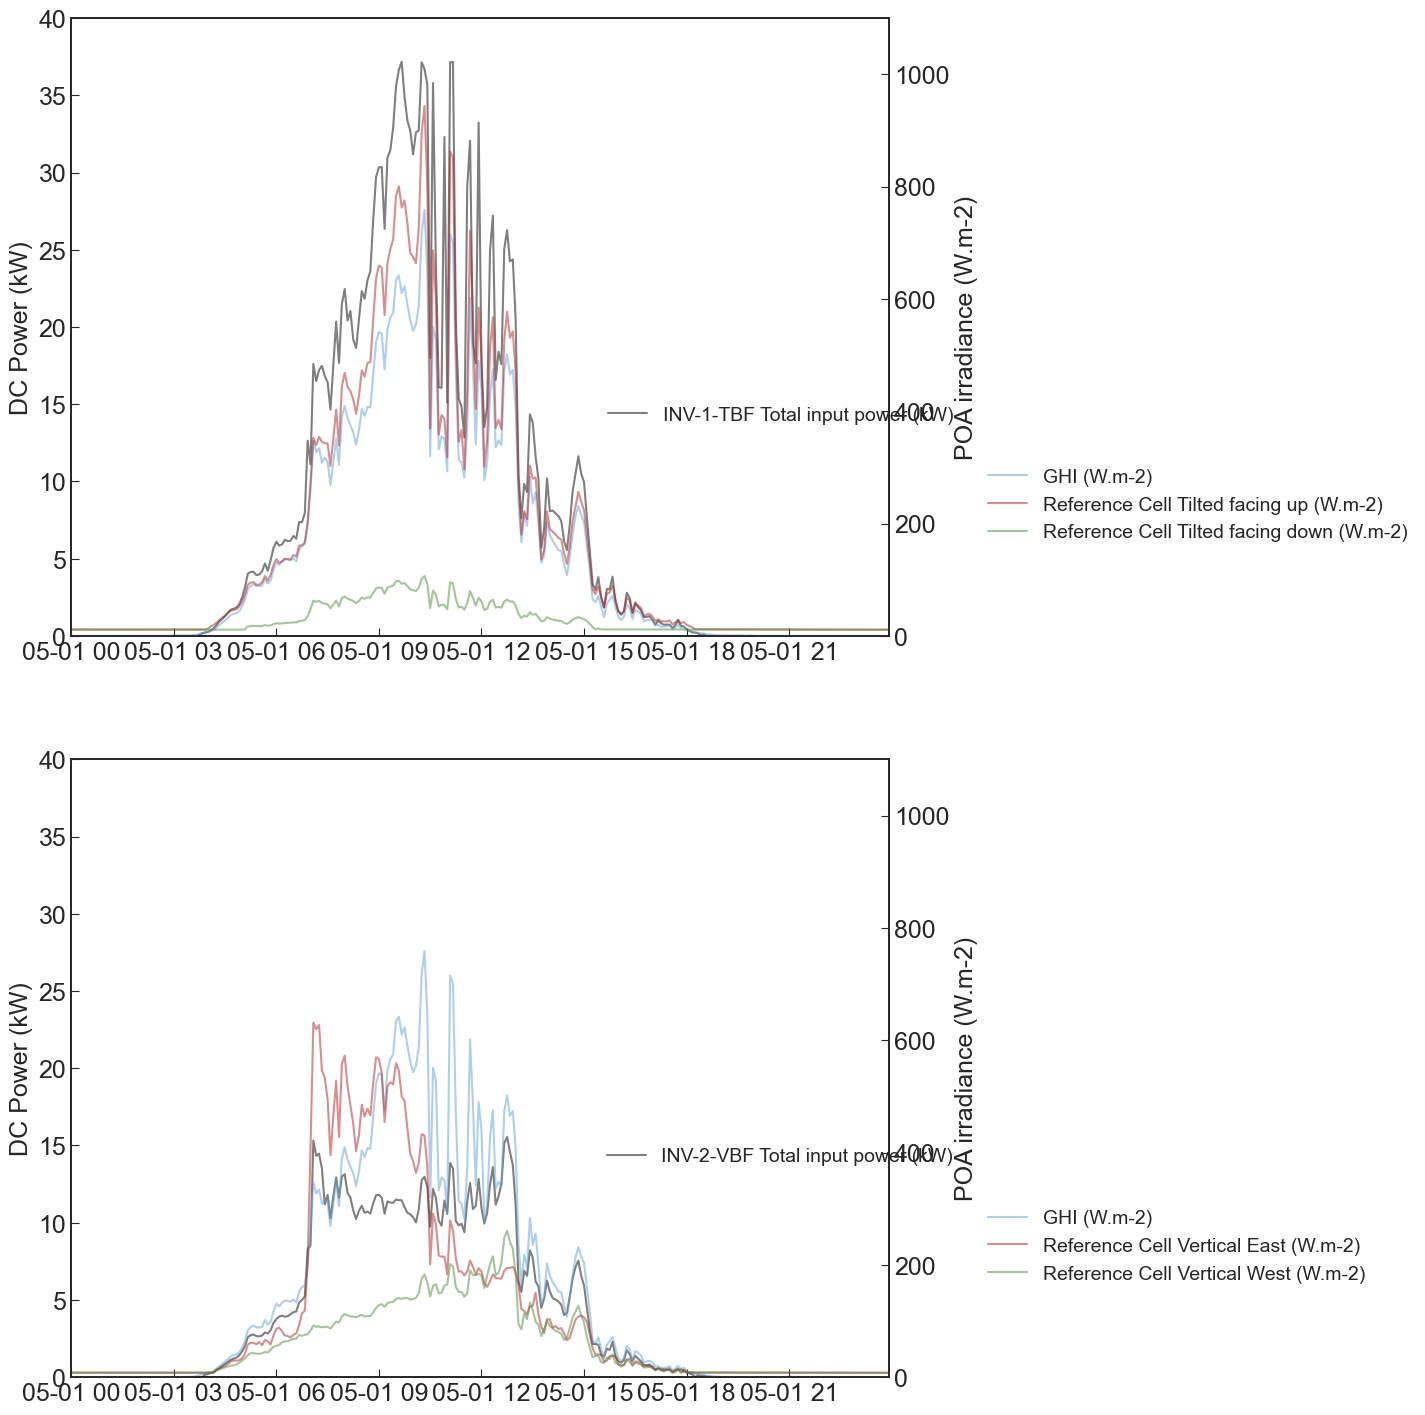 40
35
30
25
20
15
10
5
0
DC Power (kW)
1000
800
600
400
200
0
POA irradiance (W.m-2)
INV-1-TBF Total input power (kW)
GHI (W.m-2)
Reference Cell Tilted facing up (W.m-2)
Reference Cell Tilted facing down (W.m-2)
05-01 00 05-01 03 05-01 06 05-01 09 05-01 12 05-01 15 05-01 18 05-01 21
40
35
30
25
20
15
10
5
0
DC Power (kW)
1000
800
600
400
200
0
POA irradiance (W.m-2)
INV-2-VBF Total input power (kW)
GHI (W.m-2)
Reference Cell Vertical East (W.m-2)
Reference Cell Vertical West (W.m-2)
05-01 00 05-01 03 05-01 06 05-01 09 05-01 12 05-01 15 05-01 18 05-01 21